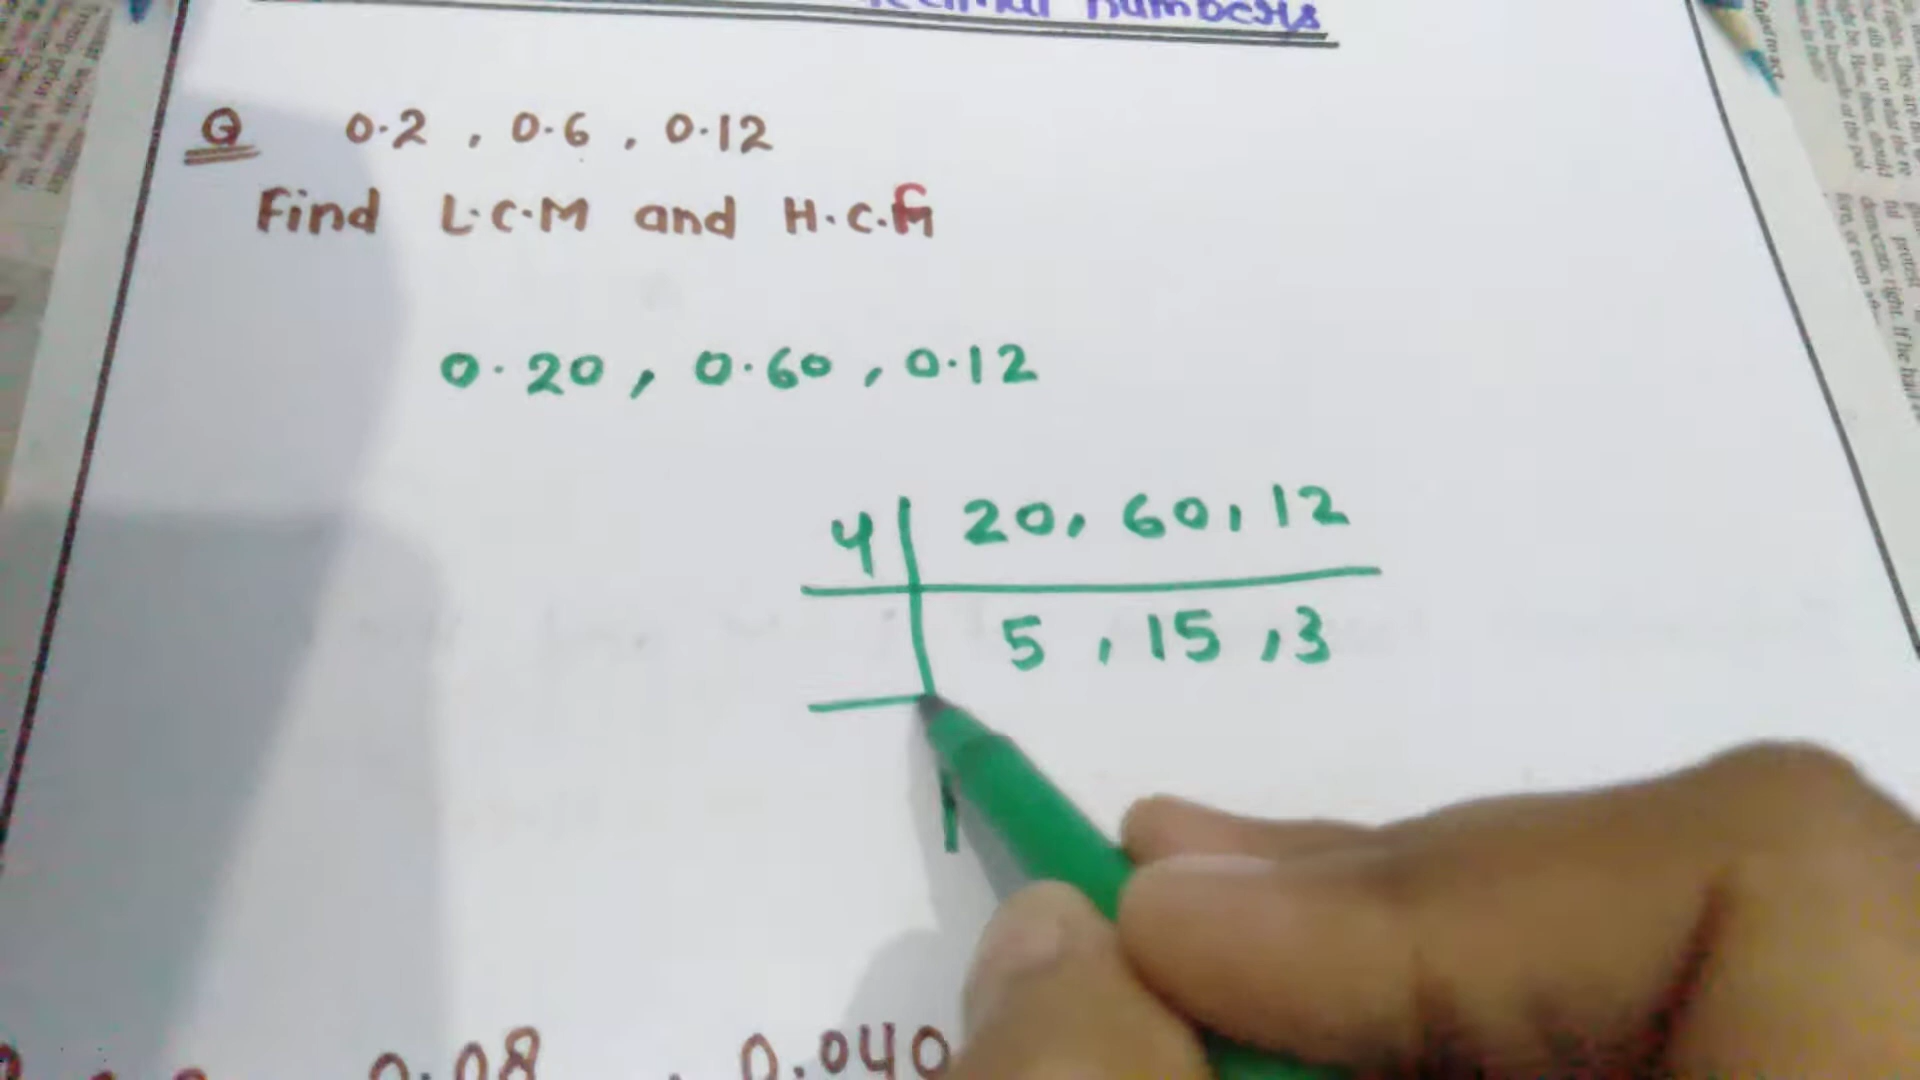 numbers
Q 0.2 , 0.6 , 0.12
Find L.C.M and H.C.F
0.20 , 0.60 , 0.12
4 20, 60, 12
5 , 15 , 3
0.08 , 0.040